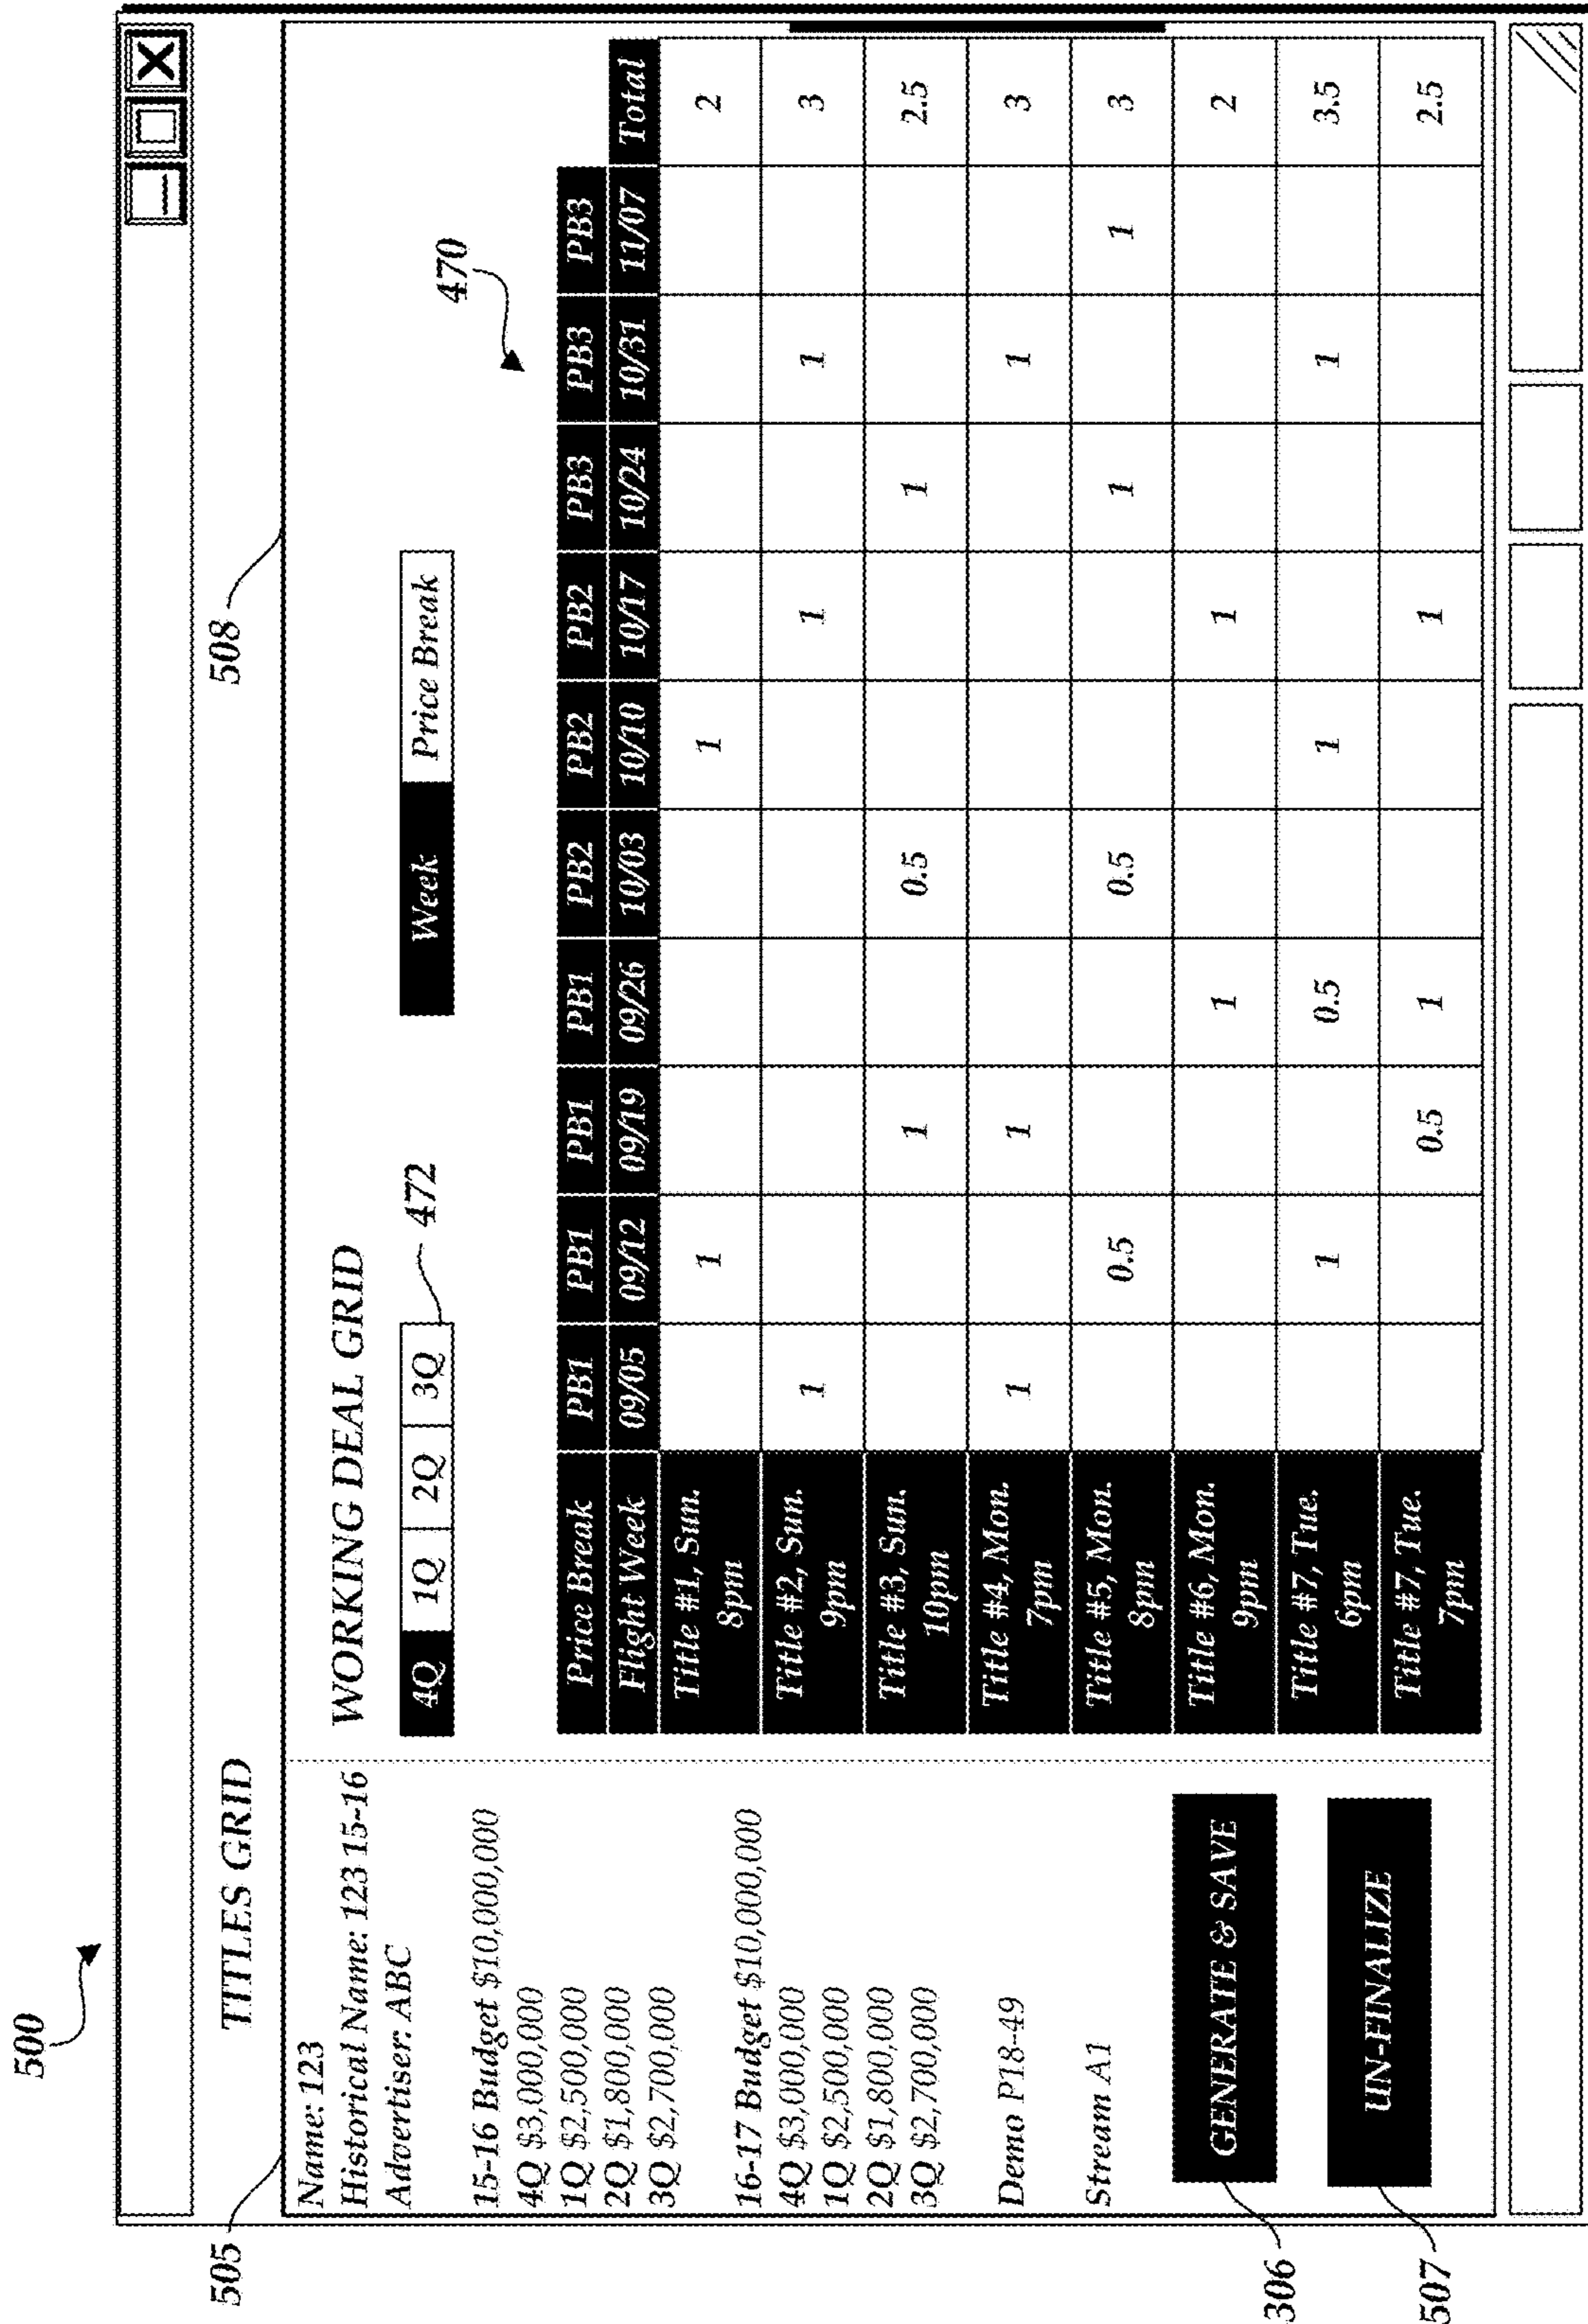 500
TITLES GRID
505
508
Name: 123
Historical Name: 123 15-16
Advertiser: ABC
15-16 Budget $10,000,000
4Q $3,000,000
1Q $2,500,000
2Q $1,800,000
3Q $2,700,000
16-17 Budget $10,000,000
4Q $3,000,000
1Q $2,500,000
2Q $1,800,000
3Q $2,700,000
Demo P18-49
Stream A1
GENERATE & SAVE
306
UN-FINALIZE
507
WORKING DEAL GRID
4Q 1Q 2Q 3Q
472
Week Price Break
470
Price Break PB1 PB1 PB1 PB1 PB2 PB2 PB2 PB3 PB3 PB3
Flight Week 09/05 09/12 09/19 09/26 10/03 10/10 10/17 10/24 10/31 11/07 Total
Title #1, Sun. 
8pm 1 1 2
Title #2, Sun.
9pm 1 1 1 3
Title #3, Sun.
10pm 1 0.5 1 2.5
Title #4, Mon.
7pm 1 1 1 3
Title #5, Mon.
8pm 0.5 0.5 1 1 3
Title #6, Mon.
9pm 1 1 2
Title #7, Tue.
6pm 1 0.5 1 1 3.5
Title #7, Tue.
7pm 0.5 1 1 2.5